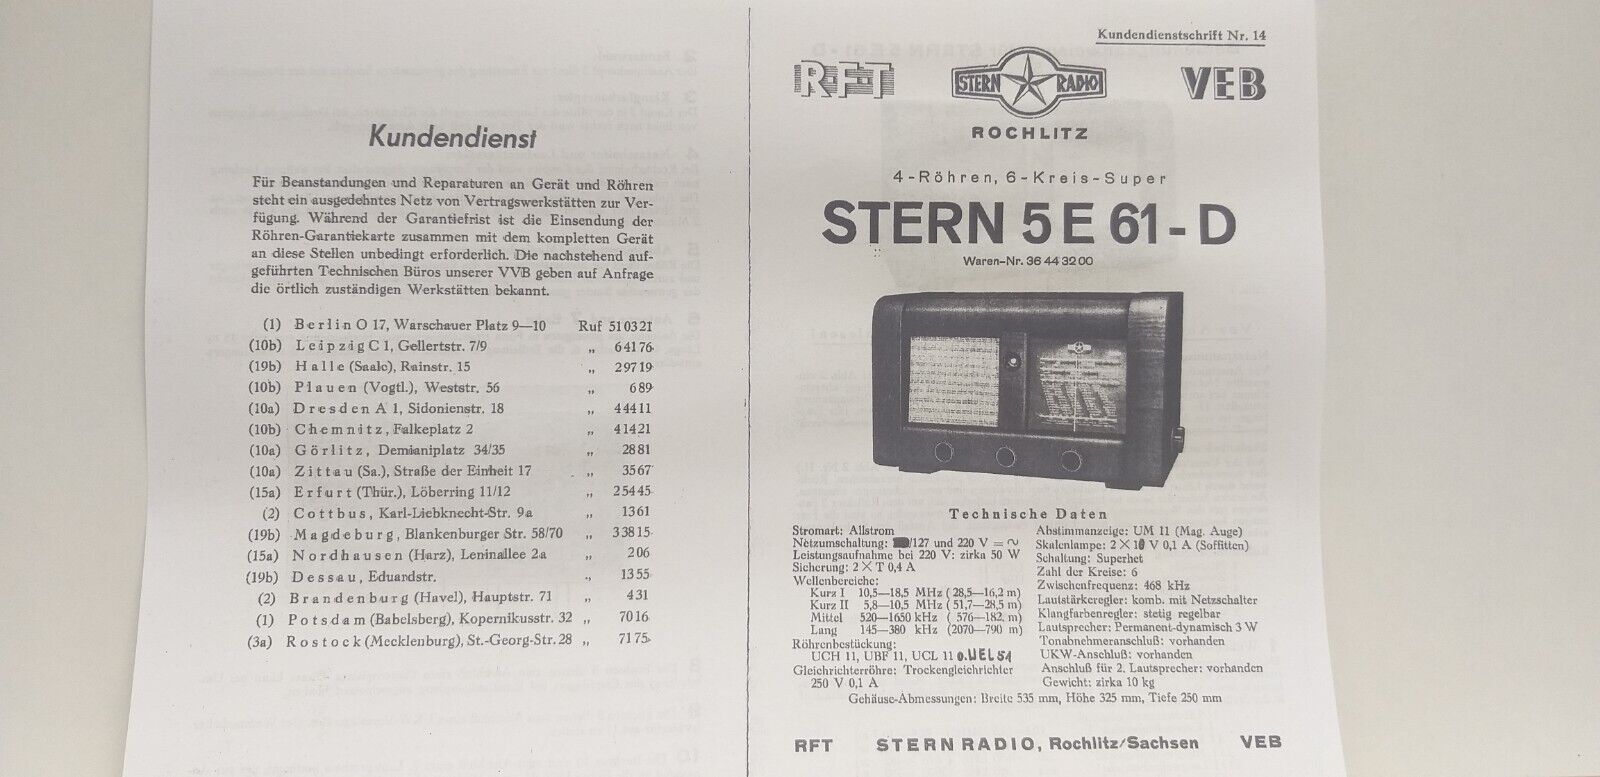 Kundendienst
Für Beanstandungen und Reparaturen an Gerät und Röhren
steht ein ausgedehntes Netz von Vertragswerkstätten zur Ver-
fügung. Während der Garantiefrist ist die Einsendung der
Röhren-Garantiekarte zusammen mit dem kompletten Gerät
an diese Stellen unbedingt erforderlich. Die nachstehend auf-
geführten Technischen Büros unserer VVB geben auf Anfrage
die örtlich zuständigen Werkstätten bekannt.
(1) Berlin O 17, Warschauer Platz 9—10 Ruf 510321
(10b) Leipzig C 1, Gellertstr. 7/9 „ 64176
(19b) Halle (Saale), Rainstr. 15 „ 29719
(10b) Plauen (Vogtl.), Weststr. 56 „ 689
(10a) Dresden A 1, Sidonienstr. 18 „ 44411
(10b) Chemnitz, Falkeplatz 2 „ 41421
(10a) Görlitz, Demianiplatz 34/35 „ 2881
(10a) Zittau (Sa.), Straße der Einheit 17 „ 3567
(15a) Erfurt (Thür.), Löberring 11/12 „ 25445
(2) Cottbus, Karl-Liebknecht-Str. 9a „ 1361
(19b) Magdeburg, Blankenburger Str. 58/70 „ 33815
(15a) Nordhausen (Harz), Leninallee 2a „ 206
(19b) Dessau, Eduardstr. „ 1355
(2) Brandenburg (Havel), Hauptstr. 71 „ 431
(1) Potsdam (Babelsberg), Kopernikusstr. 32 „ 7016
(3a) Rostock (Mecklenburg), St.-Georg-Str. 28 „ 7175
Kundendienstschrift Nr. 14
RFT STERN RADIO VEB
ROCHLITZ
4-Röhren, 6-Kreis-Super
STERN 5 E 61 - D
Waren-Nr. 36 44 32 00
Technische Daten
Stromart: Allstrom
Netzumschaltung: /127 und 220 V = ~
Leistungsaufnahme bei 220 V: zirka 50 W
Sicherung: 2 × T 0,4 A
Wellenbereiche:
Kurz I 10,5—18,5 MHz (28,5—16,2 m)
Kurz II 5,8—10,5 MHz (51,7—28,5 m)
Mittel 520—1650 kHz (576—182 m)
Lang 145—380 kHz (2070—790 m)
Röhrenbestückung:
UCH 11, UBF 11, UCL 11 o. UEL 51
Gleichrichterröhre: Trockengleichrichter
250 V 0,1 A
Abstimmanzeige: UM 11 (Mag. Auge)
Skalenlampe: 2 × 10 V 0,1 A (Soffitten)
Schaltung: Superhet
Zahl der Kreise: 6
Zwischenfrequenz: 468 kHz
Lautstärkeregler: komb. mit Netzschalter
Klangfarbenregler: stetig regelbar
Lautsprecher: Permanent-dynamisch 3 W
Tonabnehmeranschluß: vorhanden
UKW-Anschluß: vorhanden
Anschluß für 2. Lautsprecher: vorhanden
Gewicht: zirka 10 kg
Gehäuse-Abmessungen: Breite 535 mm, Höhe 325 mm, Tiefe 250 mm
RFT STERN RADIO, Rochlitz/Sachsen VEB